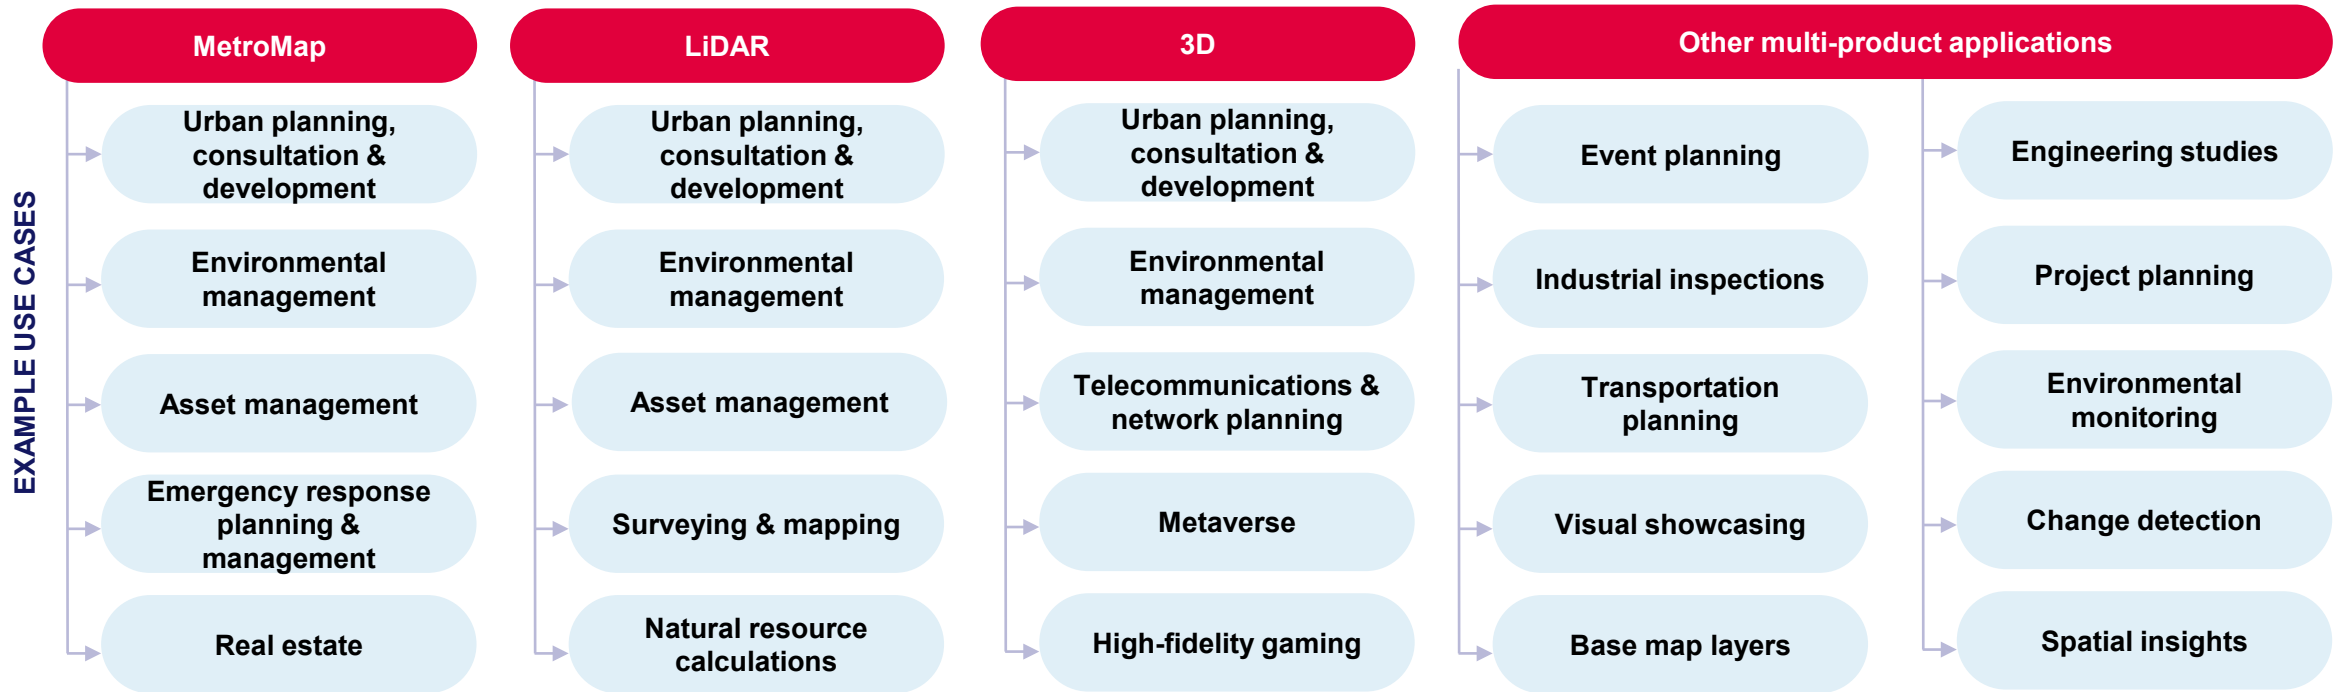 EXAMPLE USE CASES
MetroMap
Urban planning,
consultation &
development
Environmental
management
Asset management
Emergency response
planning &
management
Real estate
LiDAR
Urban planning,
consultation &
development
Environmental
management
Asset management
Surveying & mapping
Natural resource
calculations
3D
Urban planning,
consultation &
development
Environmental
management
Telecommunications &
network planning
Metaverse
High-fidelity gaming
Other multi-product applications
Event planning
Industrial inspections
Transportation
planning
Visual showcasing
Base map layers
Engineering studies
Project planning
Environmental
monitoring
Change detection
Spatial insights